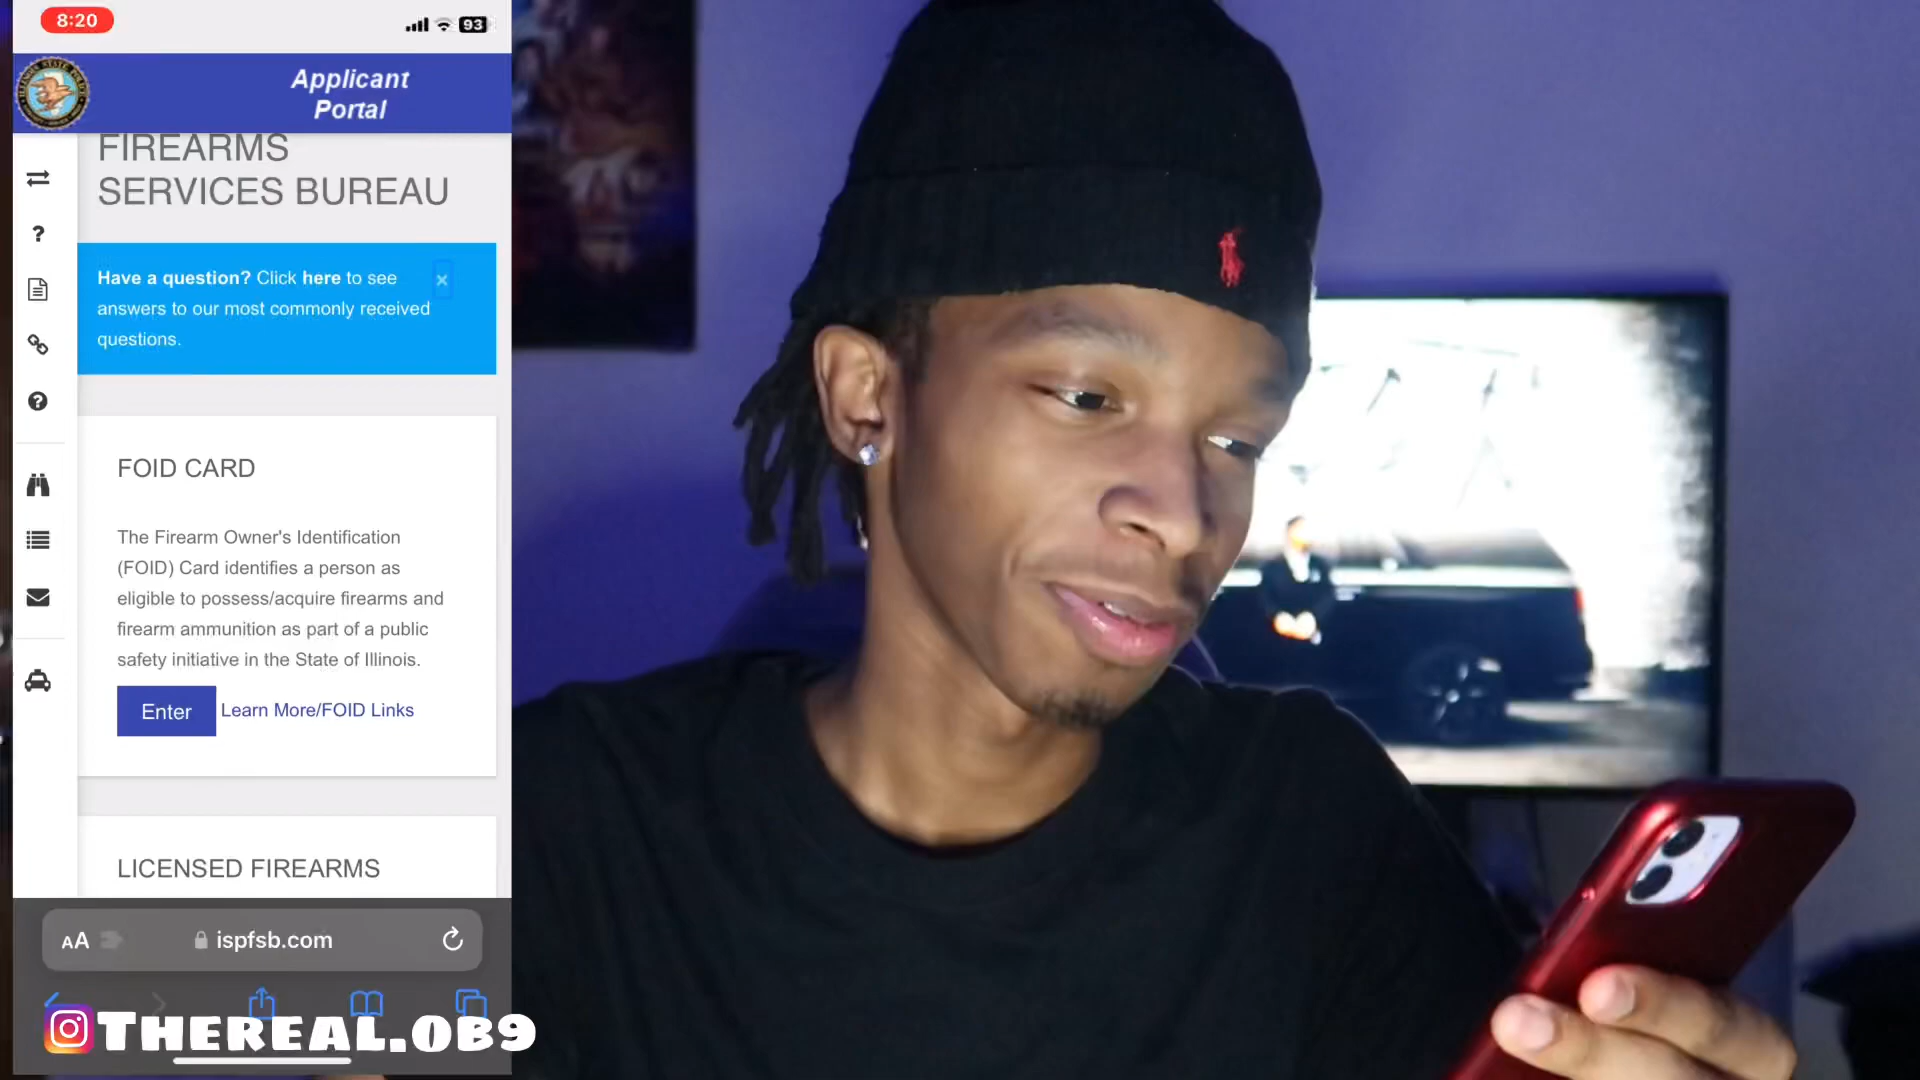 8:20
93
Applicant
Portal
FIREARMS
SERVICES BUREAU
Have a question? Click here to see
answers to our most commonly received
questions.
×
FOID CARD
The Firearm Owner's Identification
(FOID) Card identifies a person as
eligible to possess/acquire firearms and
firearm ammunition as part of a public
safety initiative in the State of Illinois.
Enter Learn More/FOID Links
LICENSED FIREARMS
AA ispfsb.com
THEREAL.OB9